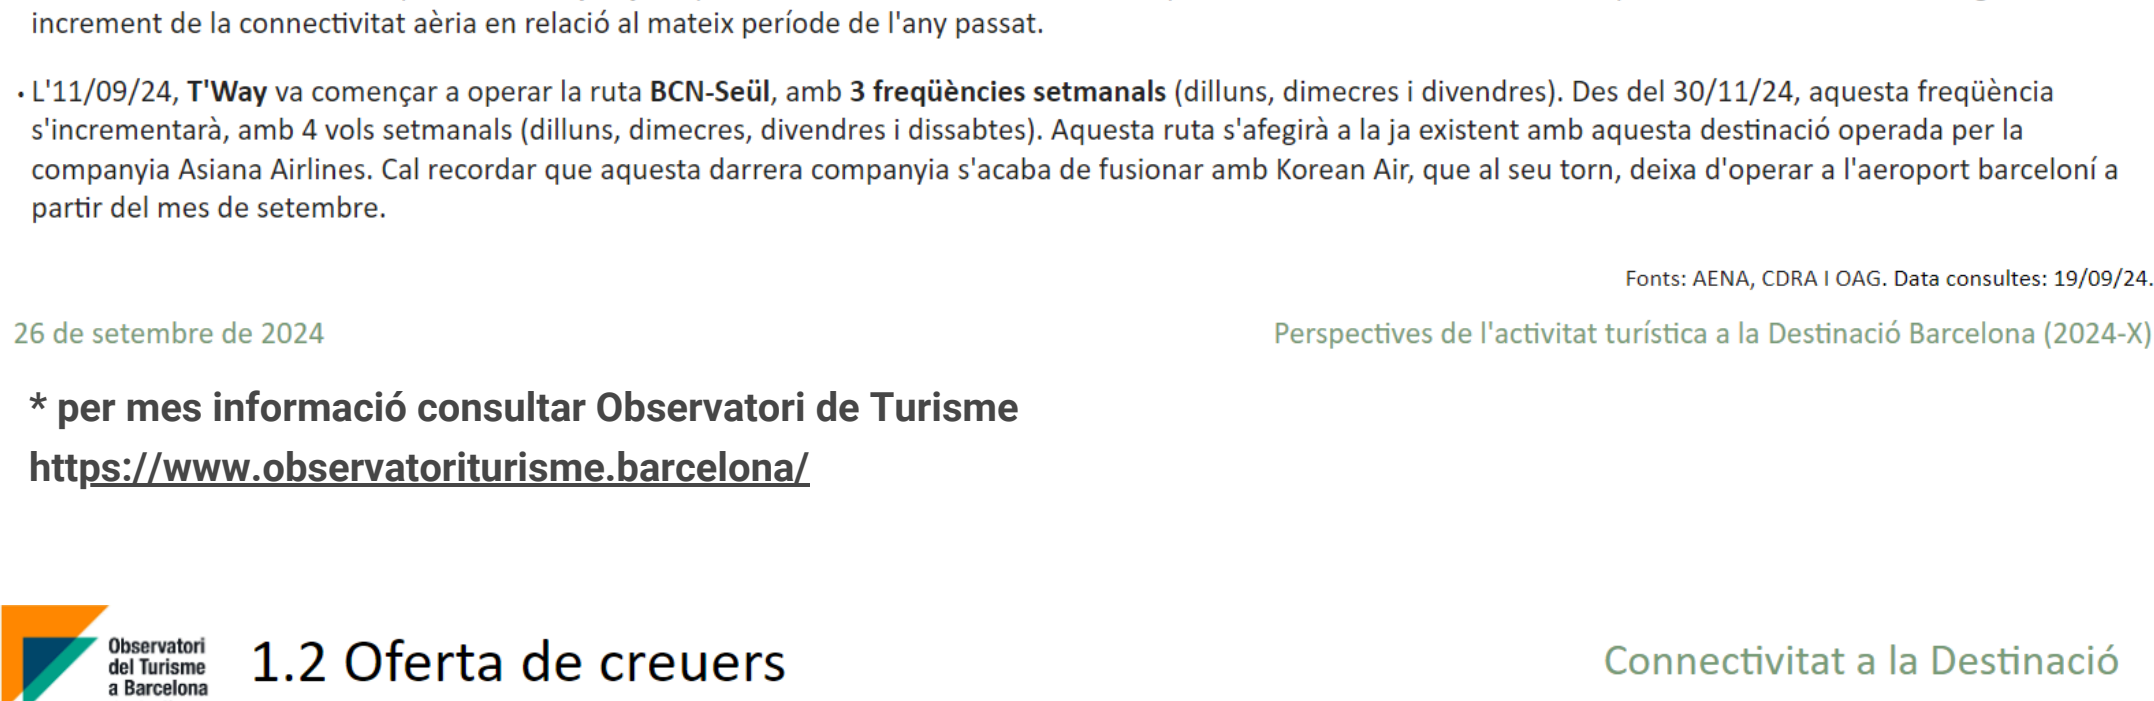 increment de la connectivitat aèria en relació al mateix període de l'any passat.
• L'11/09/24, T'Way va començar a operar la ruta BCN-Seül, amb 3 freqüències setmanals (dilluns, dimecres i divendres). Des del 30/11/24, aquesta freqüència
s'incrementarà, amb 4 vols setmanals (dilluns, dimecres, divendres i dissabtes). Aquesta ruta s'afegirà a la ja existent amb aquesta destinació operada per la
companyia Asiana Airlines. Cal recordar que aquesta darrera companyia s'acaba de fusionar amb Korean Air, que al seu torn, deixa d'operar a l'aeroport barceloní a
partir del mes de setembre.
Fonts: AENA, CDRA I OAG. Data consultes: 19/09/24.
26 de setembre de 2024
Perspectives de l'activitat turística a la Destinació Barcelona (2024-X)
* per mes informació consultar Observatori de Turisme
https://www.observatoriturisme.barcelona/
Observatori
del Turisme
a Barcelona
1.2 Oferta de creuers
Connectivitat a la Destinació